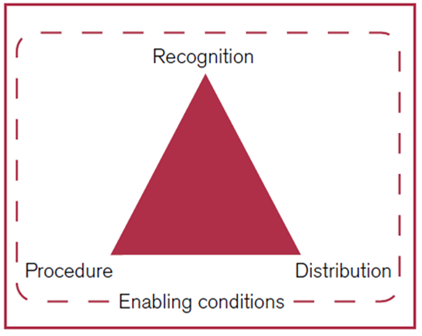 Recognition
Procedure
Distribution
Enabling conditions